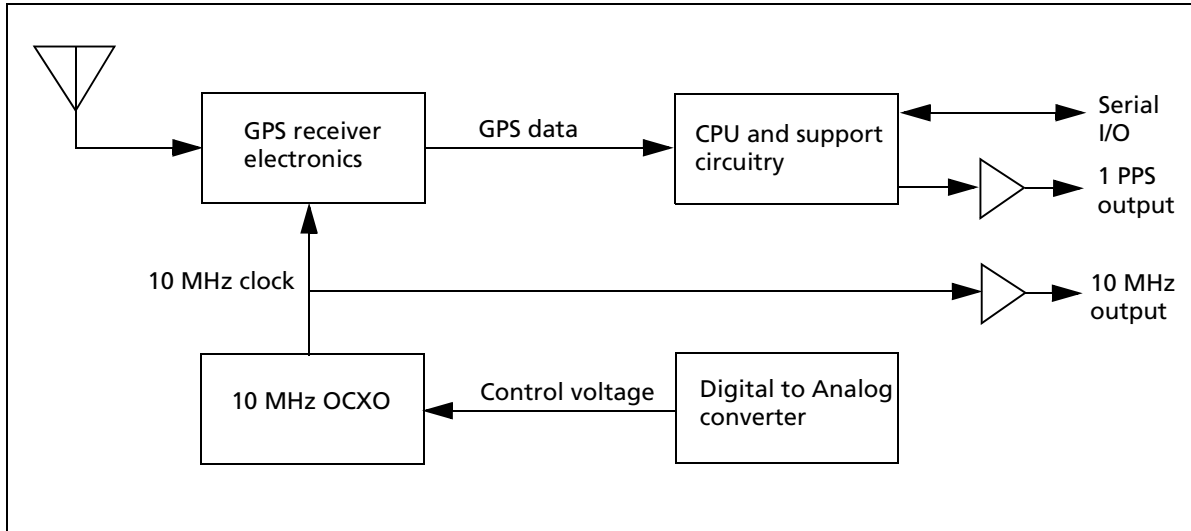 GPS receiver
electronics
GPS data
CPU and support
circuitry
Serial
I/O
1 PPS
output
10 MHz clock
10 MHz
output
10 MHz OCXO
Control voltage
Digital to Analog
converter